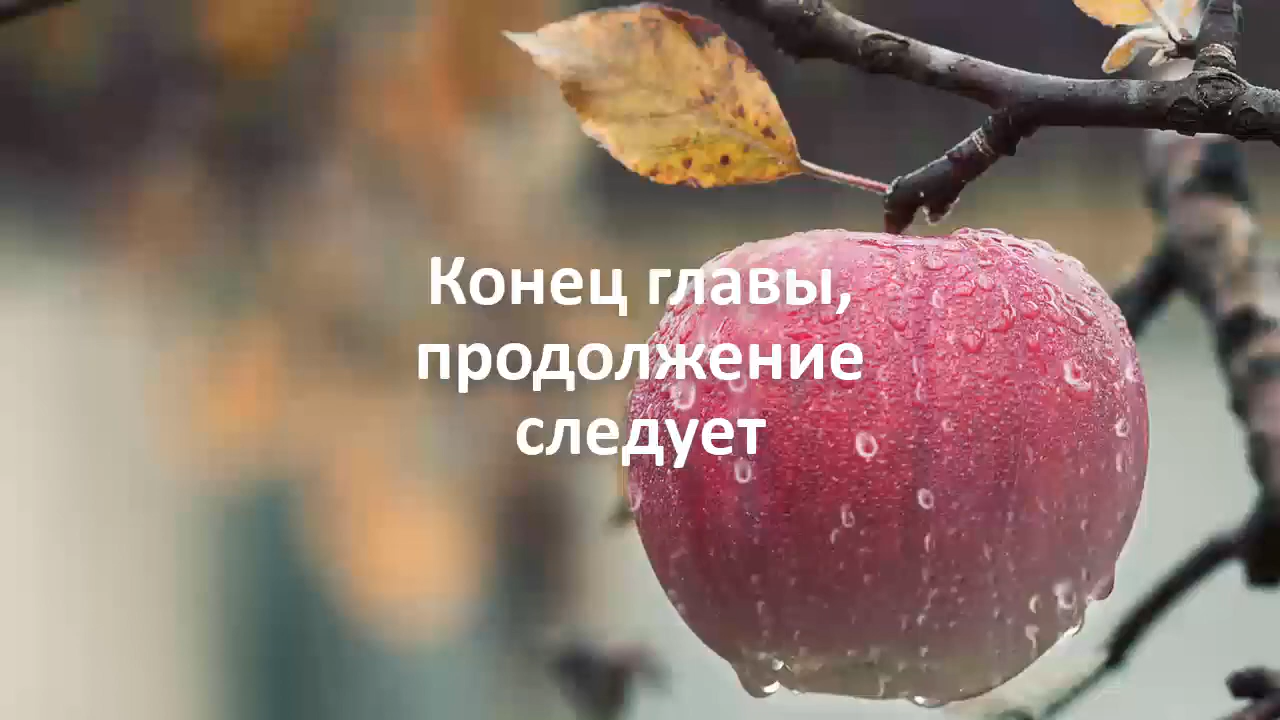 Конец главы,
продолжение
следует